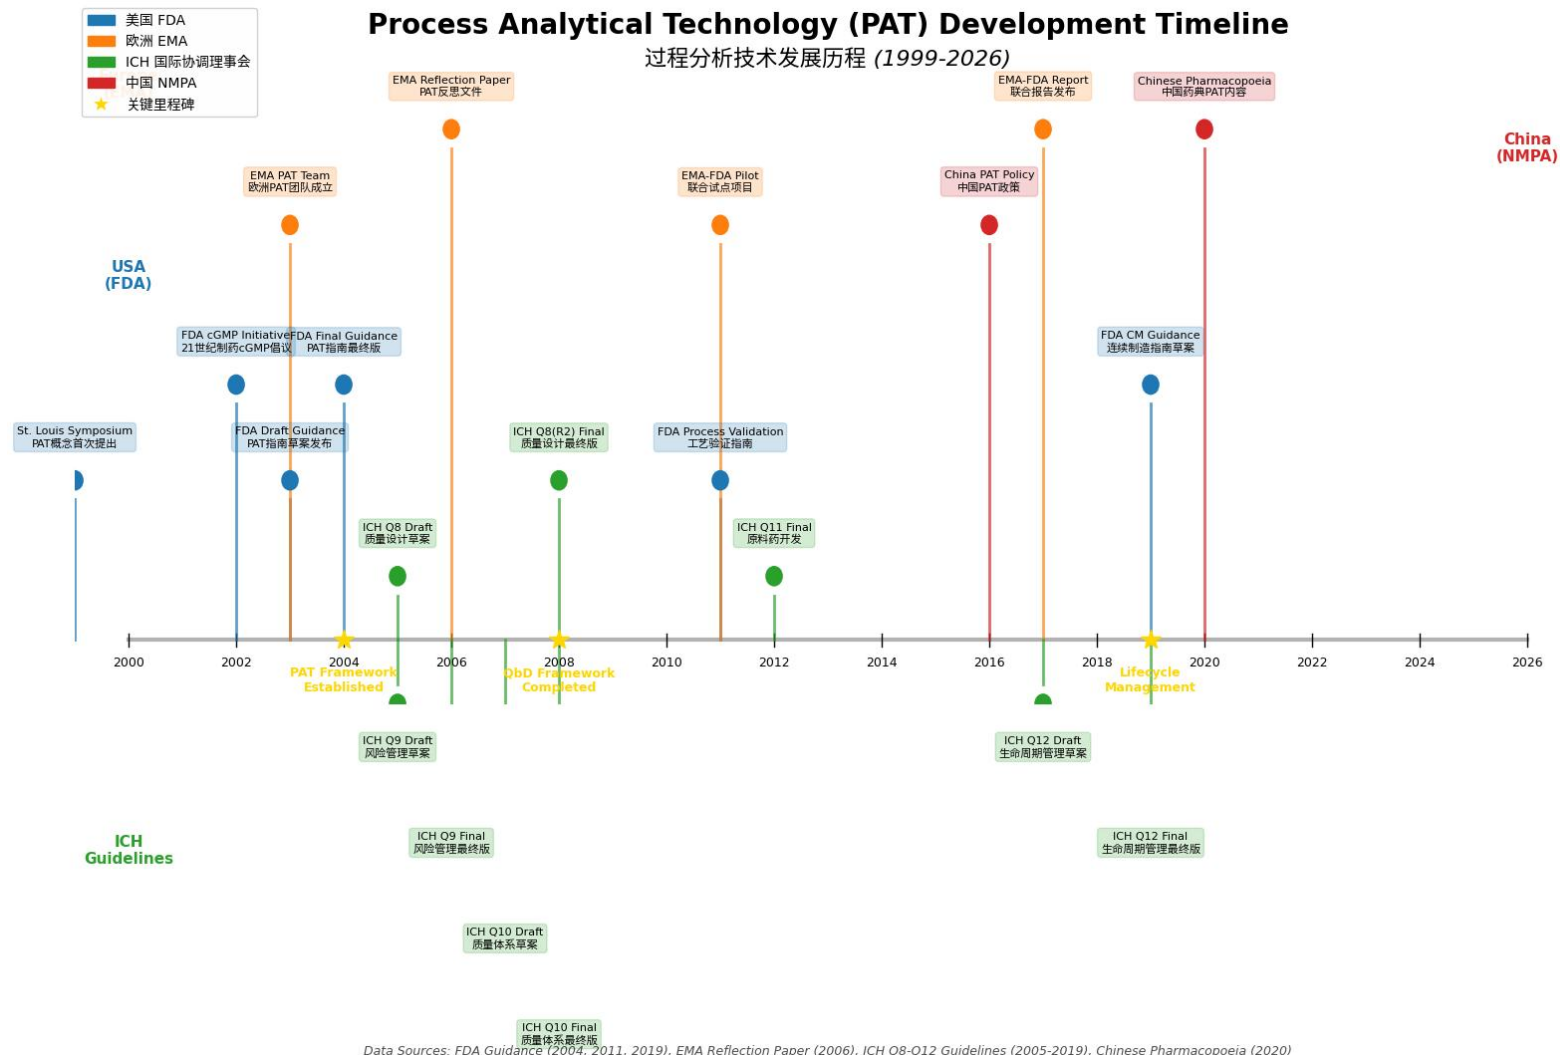 美国 FDA
欧洲 EMA
ICH 国际协调理事会
中国 NMPA
关键里程碑
Process Analytical Technology (PAT) Development Timeline
过程分析技术发展历程 (1999-2026)
EMA Reflection Paper
PAT反思文件
EMA-FDA Report
联合报告发布
Chinese Pharmacopoeia
中国药典PAT内容
China
(NMPA)
EMA PAT Team
欧洲PAT团队成立
EMA-FDA Pilot
联合试点项目
China PAT Policy
中国PAT政策
USA
(FDA)
FDA cGMP Initiative
21世纪制药cGMP倡议
FDA Final Guidance
PAT指南最终版
FDA CM Guidance
连续制造指南草案
St. Louis Symposium
PAT概念首次提出
FDA Draft Guidance
PAT指南草案发布
ICH Q8(R2) Final
质量设计最终版
FDA Process Validation
工艺验证指南
ICH Q8 Draft
质量设计草案
ICH Q11 Final
原料药开发
2000
2002
2004
2006
2008
2010
2012
2014
2016
2018
2020
2022
2024
2026
PAT Framework
Established
QbD Framework
Completed
Lifecycle
Management
ICH Q9 Draft
风险管理草案
ICH Q12 Draft
生命周期管理草案
ICH Guidelines
ICH Q9 Final
风险管理最终版
ICH Q12 Final
生命周期管理最终版
ICH Q10 Draft
质量体系草案
ICH Q10 Final
质量体系最终版
Data Sources: FDA Guidance (2004, 2011, 2019), EMA Reflection Paper (2006), ICH Q8-Q12 Guidelines (2005-2019), Chinese Pharmacopoeia (2020)